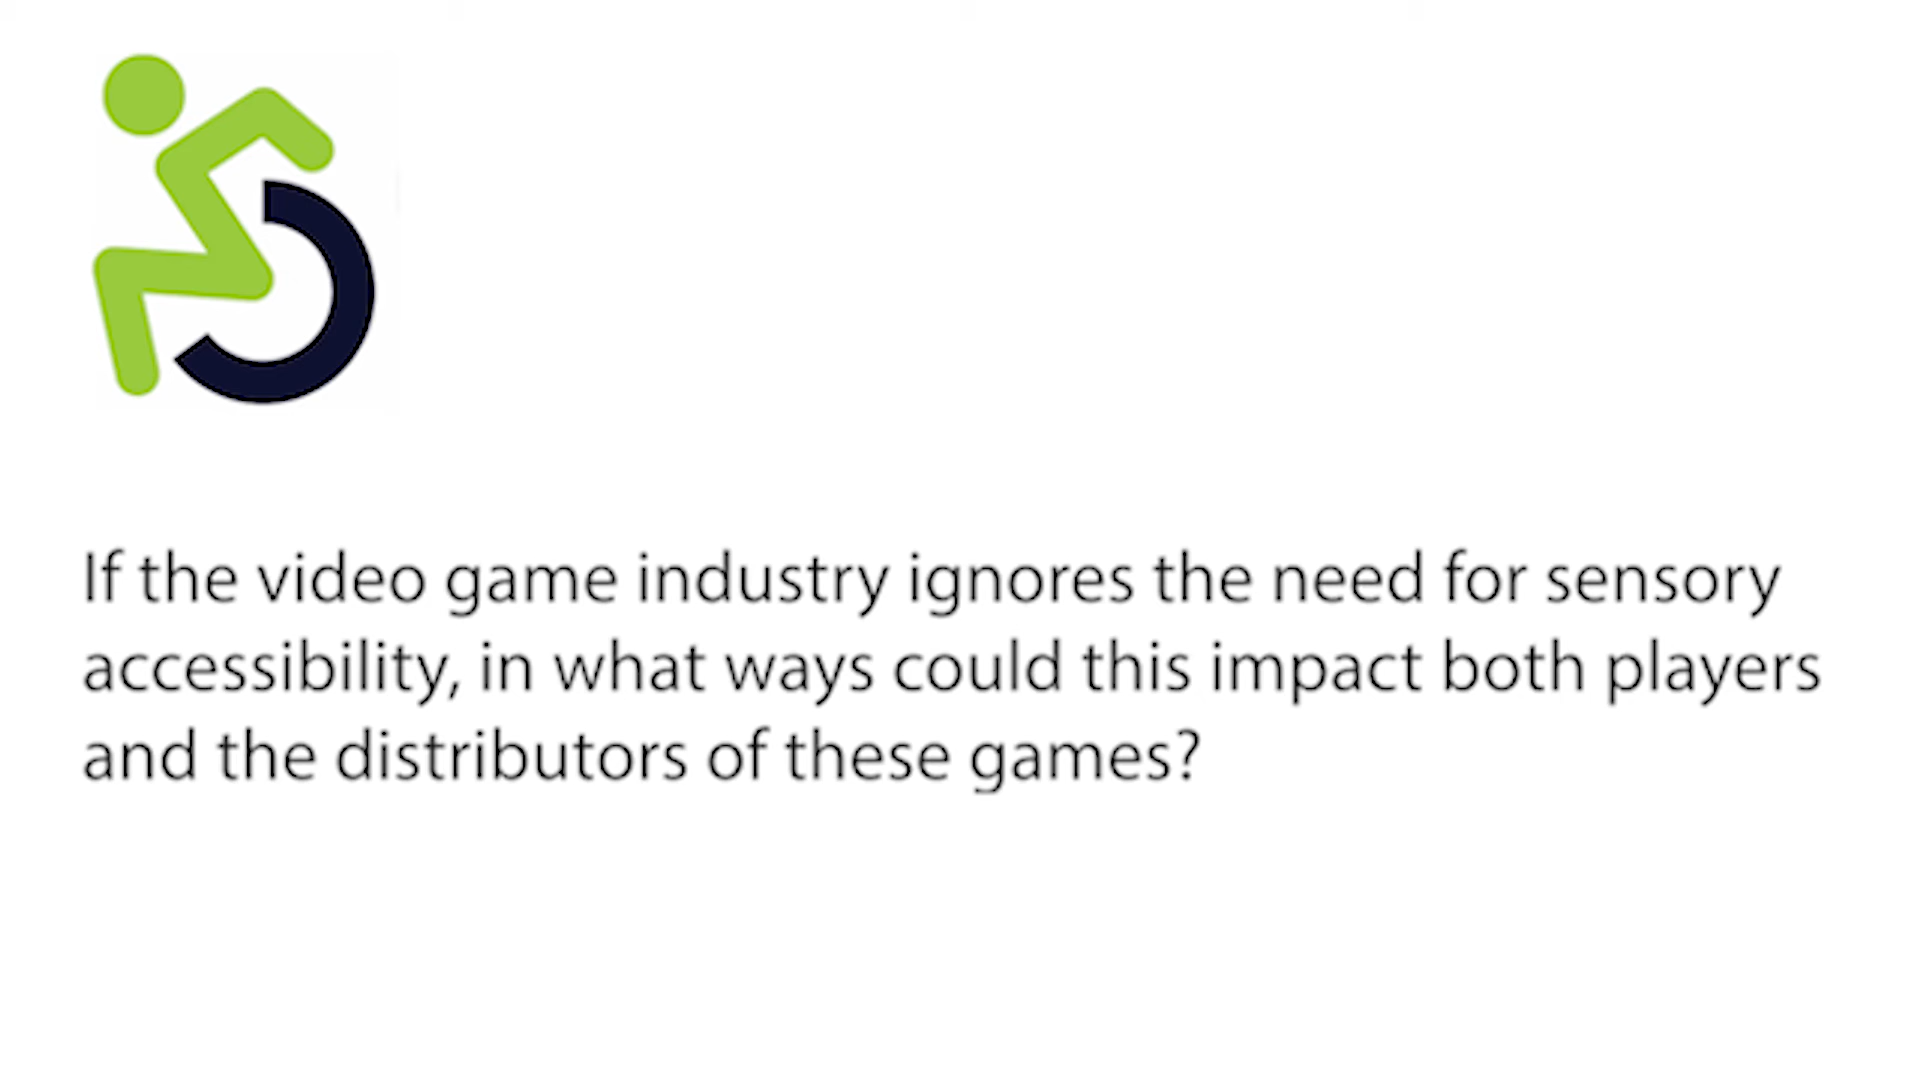 If the video game industry ignores the need for sensory
accessibility, in what ways could this impact both players
and the distributors of these games?